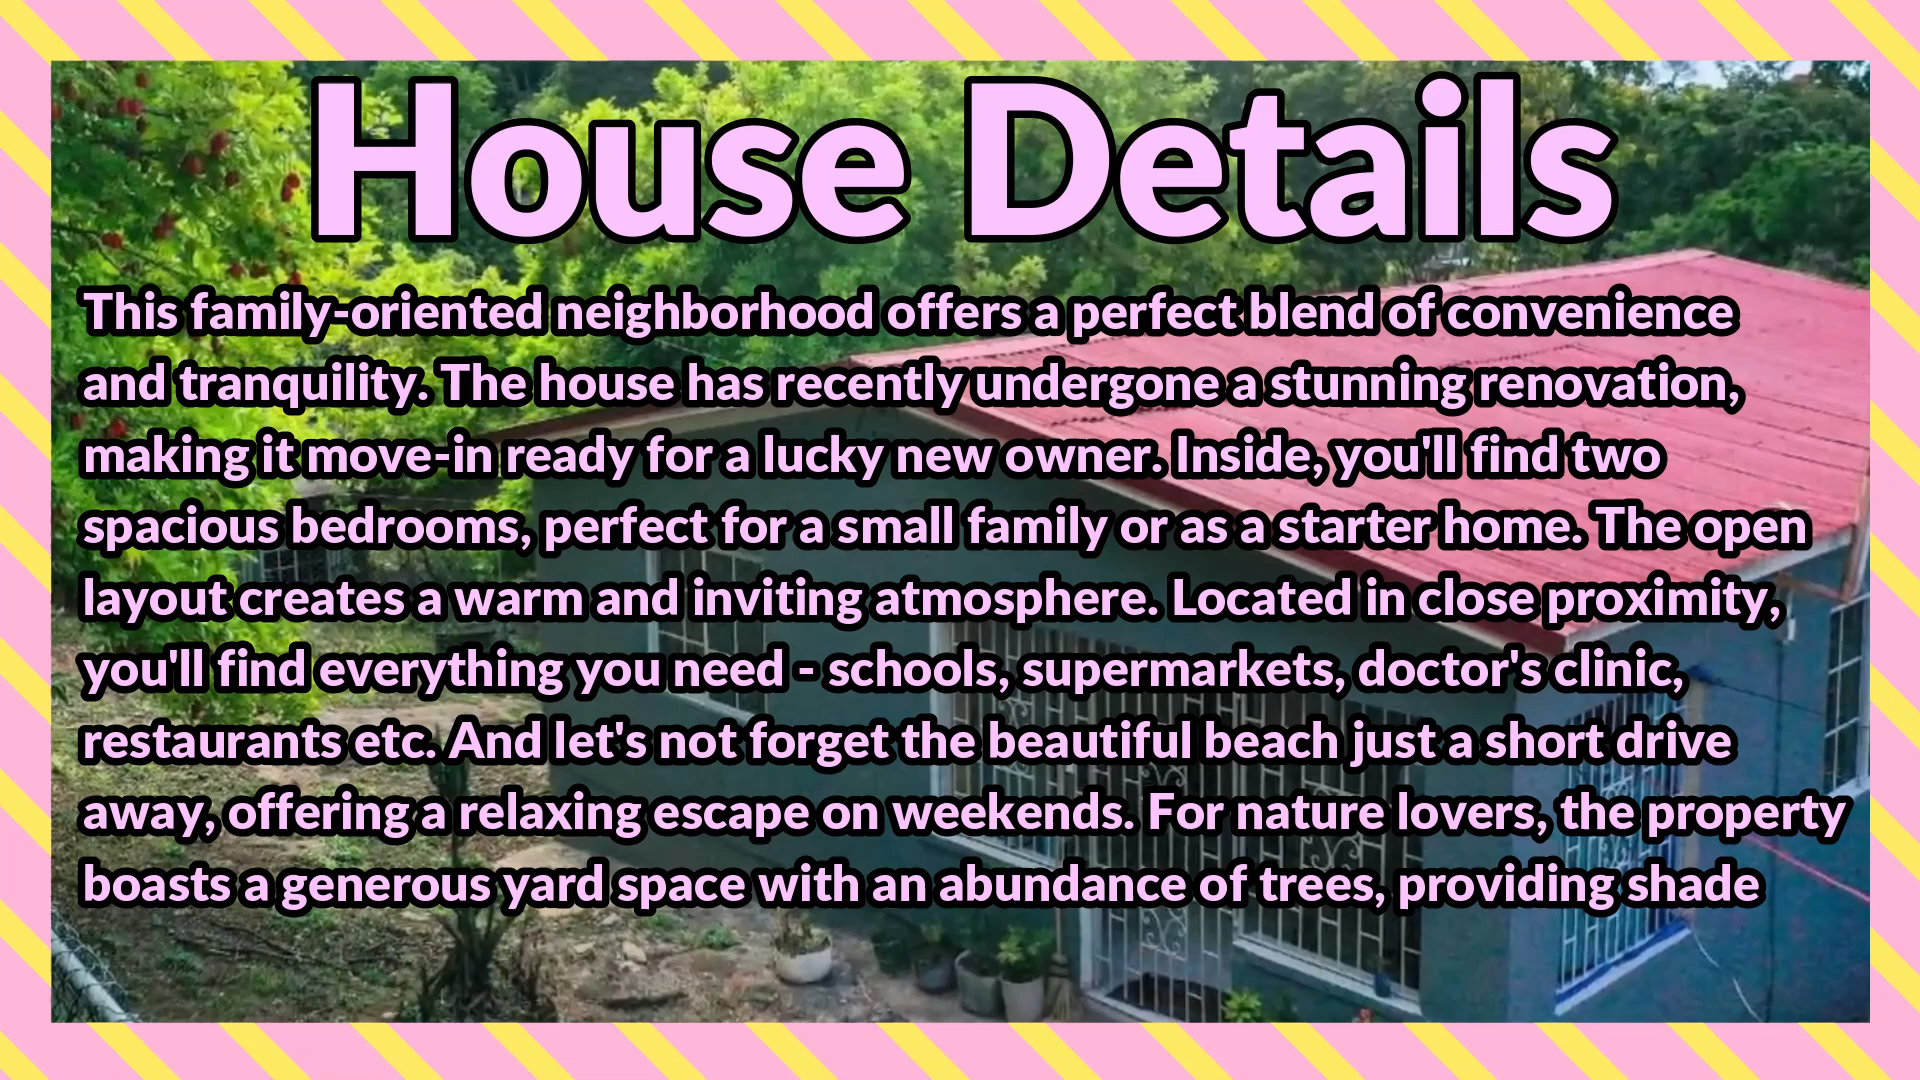 House Details
This family-oriented neighborhood offers a perfect blend of convenience
and tranquility. The house has recently undergone a stunning renovation,
making it move-in ready for a lucky new owner. Inside, you'll find two
spacious bedrooms, perfect for a small family or as a starter home. The open
layout creates a warm and inviting atmosphere. Located in close proximity,
you'll find everything you need - schools, supermarkets, doctor's clinic,
restaurants etc. And let's not forget the beautiful beach just a short drive
away, offering a relaxing escape on weekends. For nature lovers, the property
boasts a generous yard space with an abundance of trees, providing shade